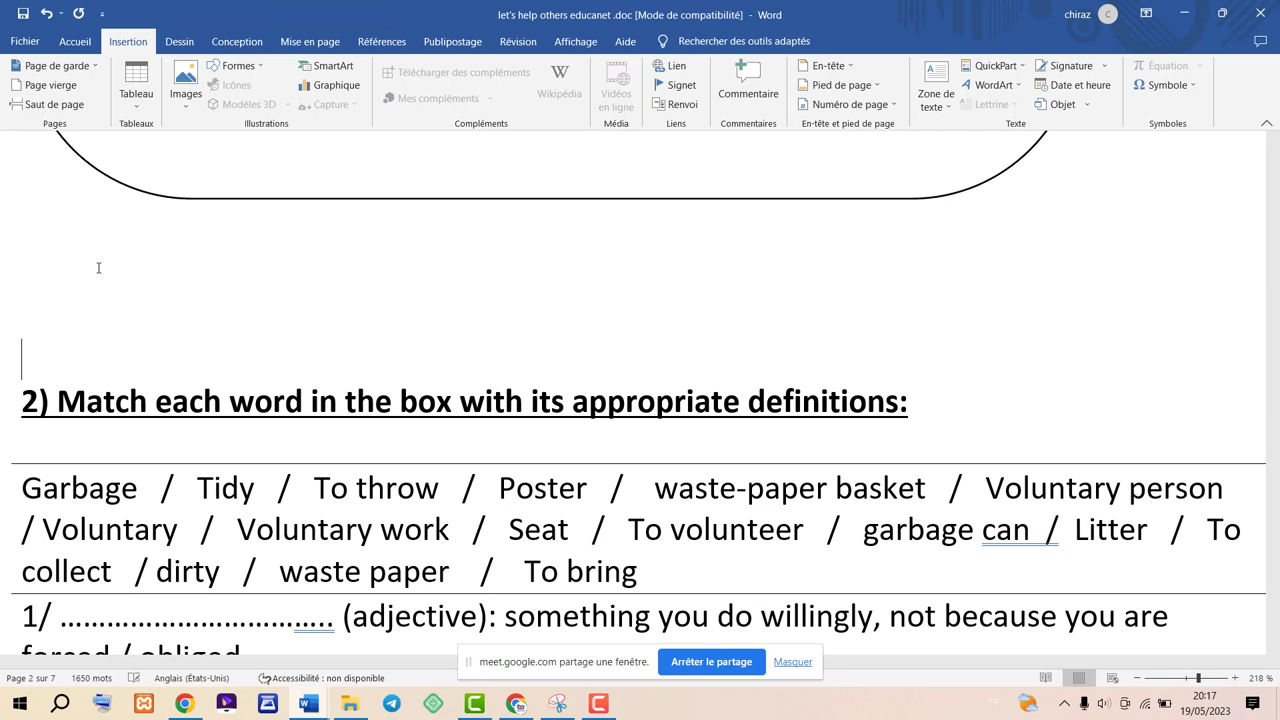 let's help others educanet .doc [Mode de compatibilité] - Word
chiraz C
Fichier Accueil Insertion Dessin Conception Mise en page Références Publipostage Révision Affichage Aide Rechercher des outils adaptés
Page de garde
Page vierge
Saut de page
Pages
Tableau
Tableaux
Images
Formes
Icônes
Modèles 3D
SmartArt
Graphique
Capture
Illustrations
Télécharger des compléments
Mes compléments
Wikipédia
Compléments
Vidéos en ligne
Média
Lien
Signet
Renvoi
Liens
Commentaire
Commentaires
En-tête
Pied de page
Numéro de page
En-tête et pied de page
Zone de texte
QuickPart
WordArt
Lettrine
Signature
Date et heure
Objet
Texte
Équation
Symbole
Symboles
2) Match each word in the box with its appropriate definitions:
Garbage / Tidy / To throw / Poster / waste-paper basket / Voluntary person
/ Voluntary / Voluntary work / Seat / To volunteer / garbage can / Litter / To
collect / dirty / waste paper / To bring
1/ ………………………….. (adjective): something you do willingly, not because you are
forced / obliged
meet.google.com partage une fenêtre. Arrêter le partage Masquer
Page 2 sur 7 1650 mots Anglais (États-Unis) Accessibilité : non disponible 218 %
20:17
19/05/2023